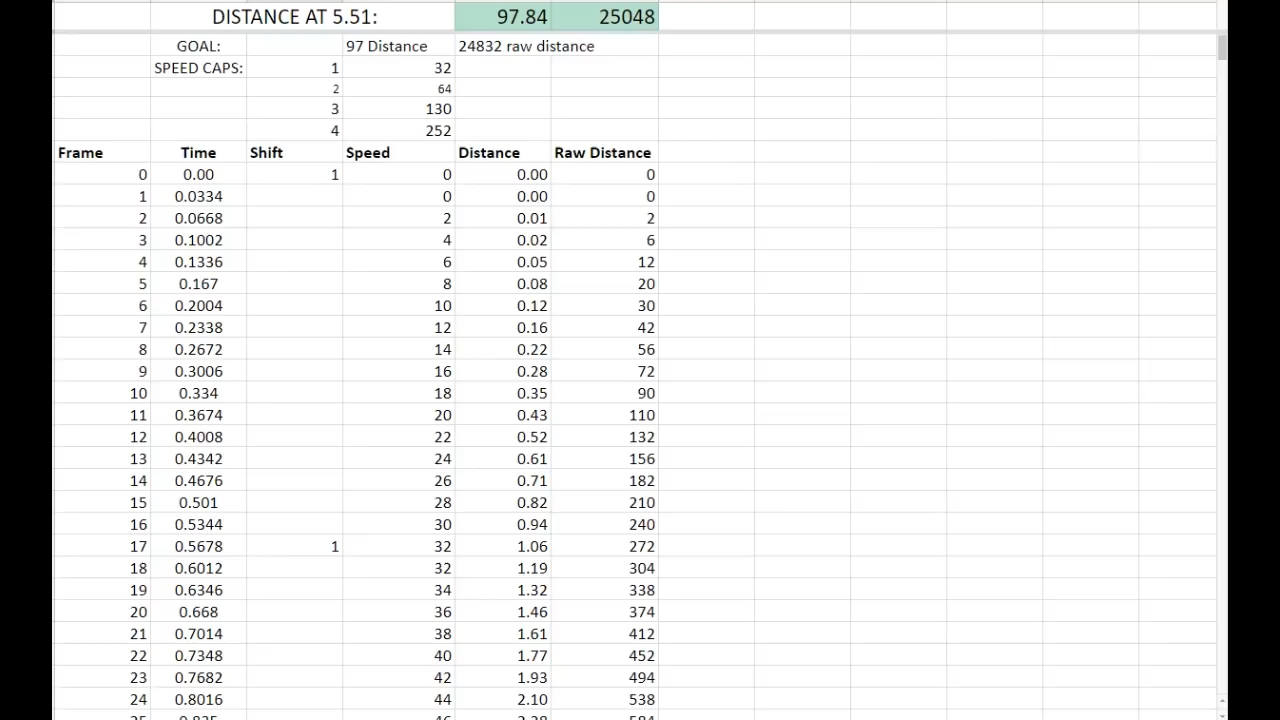 DISTANCE AT 5.51: 97.84 25048
GOAL: 97 Distance 24832 raw distance
SPEED CAPS: 1 32
2 64
3 130
4 252
Frame Time Shift Speed Distance Raw Distance
0 0.00 1 0 0.00 0
1 0.0334 0 0.00 0
2 0.0668 2 0.01 2
3 0.1002 4 0.02 6
4 0.1336 6 0.05 12
5 0.167 8 0.08 20
6 0.2004 10 0.12 30
7 0.2338 12 0.16 42
8 0.2672 14 0.22 56
9 0.3006 16 0.28 72
10 0.334 18 0.35 90
11 0.3674 20 0.43 110
12 0.4008 22 0.52 132
13 0.4342 24 0.61 156
14 0.4676 26 0.71 182
15 0.501 28 0.82 210
16 0.5344 30 0.94 240
17 0.5678 1 32 1.06 272
18 0.6012 32 1.19 304
19 0.6346 34 1.32 338
20 0.668 36 1.46 374
21 0.7014 38 1.61 412
22 0.7348 40 1.77 452
23 0.7682 42 1.93 494
24 0.8016 44 2.10 538